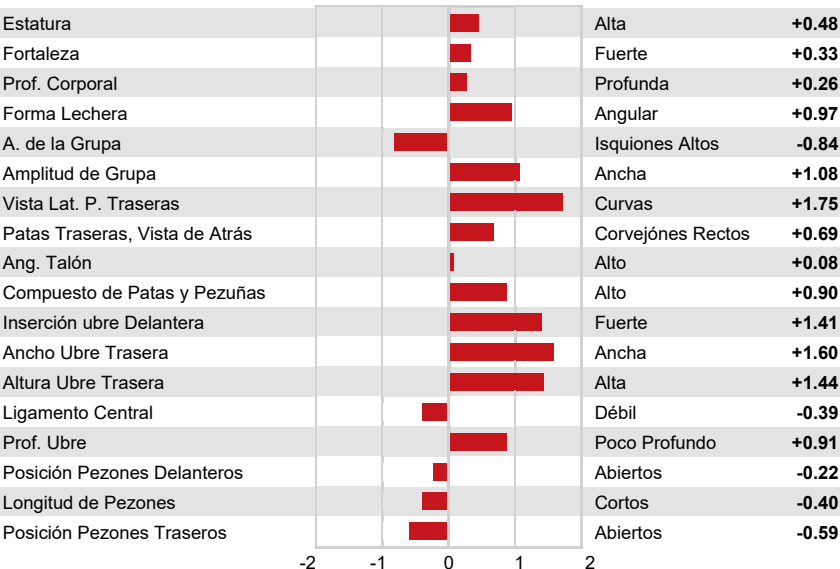 Estatura Alta +0.48
Fortaleza Fuerte +0.33
Prof. Corporal Profunda +0.26
Forma Lechera Angular +0.97
A. de la Grupa Isquiones Altos -0.84
Amplitud de Grupa Ancha +1.08
Vista Lat. P. Traseras Curvas +1.75
Patas Traseras, Vista de Atrás Corvejónes Rectos +0.69
Ang. Talón Alto +0.08
Compuesto de Patas y Pezuñas Alto +0.90
Inserción ubre Delantera Fuerte +1.41
Ancho Ubre Trasera Ancha +1.60
Altura Ubre Trasera Alta +1.44
Ligamento Central Débil -0.39
Prof. Ubre Poco Profundo +0.91
Posición Pezones Delanteros Abiertos -0.22
Longitud de Pezones Cortos -0.40
Posición Pezones Traseros Abiertos -0.59
-2 -1 0 1 2